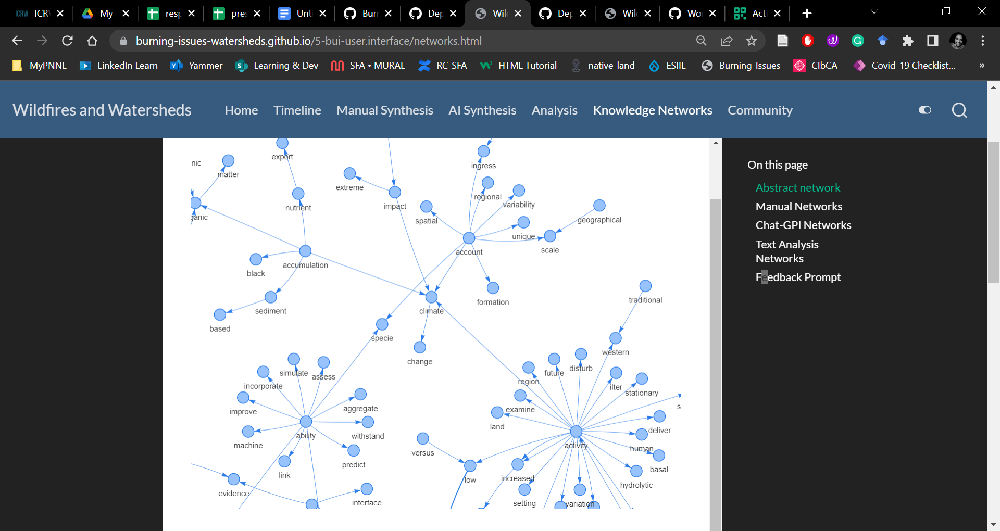 ICRW ICR My resp pre Unt Bur Dep Wil Dep Wil Wo Acti
burning-issues-watersheds.github.io/5-bui-user.interface/networks.html
MyPNNL LinkedIn Learn Yammer Learning & Dev SFA • MURAL RC-SFA HTML Tutorial native-land ESIIL Burning-Issues CIbCA Covid-19 Checklist... »
Wildfires and Watersheds Home Timeline Manual Synthesis AI Synthesis Analysis Knowledge Networks Community
export
enic
matter
ingress
extreme
regional
impact
variability
nutrient
ganic
spatial
geographical
unique
scale
account
accumulation
black
formation
traditional
climate
sediment
based
specie
western
change
simulate
assess
future
disturb
region
incorporate
ilter
stationary
s
aggregate
examine
improve
land
deliver
ability
withstand
activity
human
machine
versus
predict
basal
link
increased
low
hydrolytic
evidence
interface
setting
variation
On this page
Abstract network
Manual Networks
Chat-GPI Networks
Text Analysis
Networks
Feedback Prompt